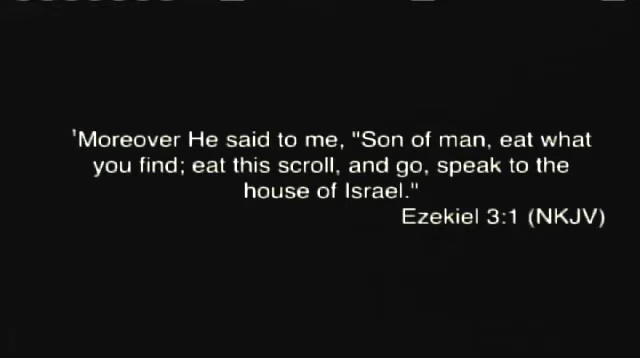 ¹Moreover He said to me, "Son of man, eat what
you find; eat this scroll, and go, speak to the
house of Israel."
Ezekiel 3:1 (NKJV)